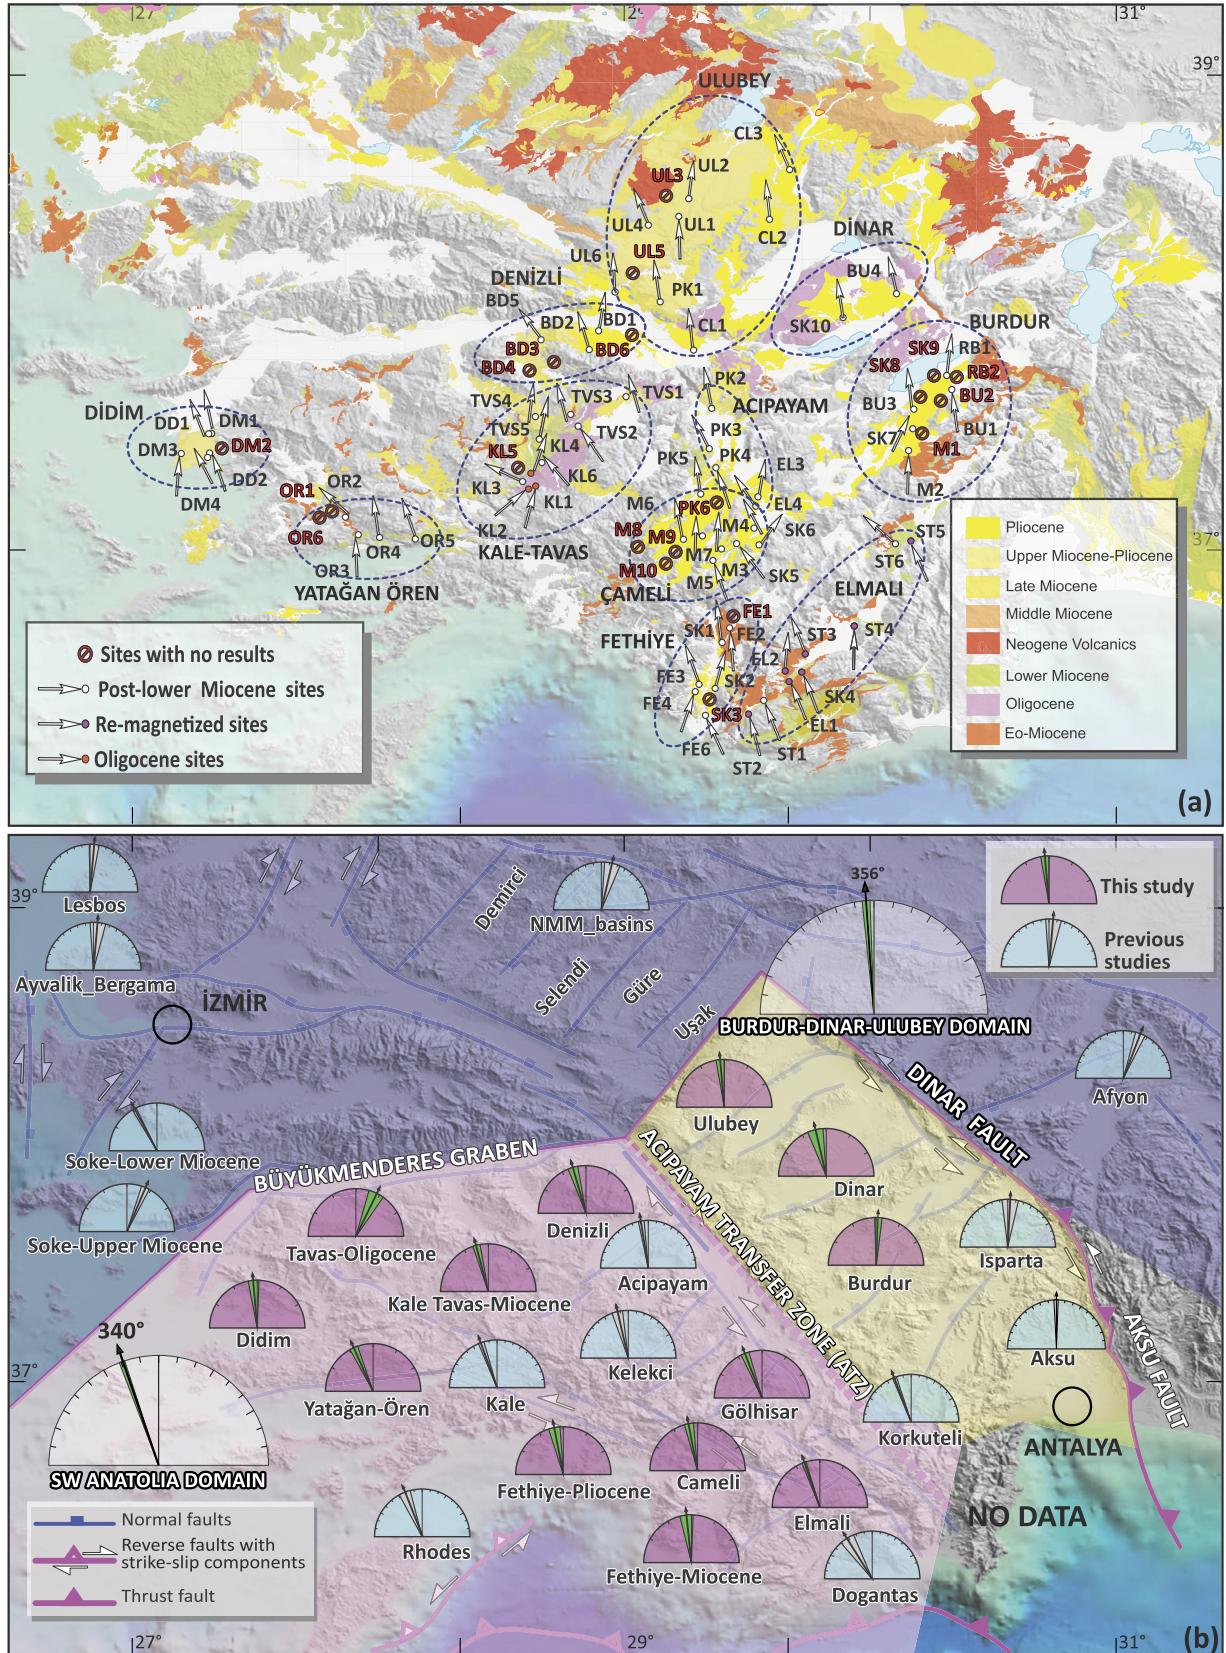 27
29
31°
39°
ULUBEY
CL3
UL2
UL3
UL4
UL1
CL2
DİNAR
UL6
UL5
BU4
DENİZLİ
PK1
BD5
BD2
BD1
CL1
SK10
BURDUR
BD3
BD6
SK9
RB1
BD4
SK8
RB2
TVS1
PK2
TVS4
TVS3
ACIPAYAM
BU2
DİDİM
BU3
DD1
DM1
TVS5
TVS2
PK3
BU1
DM3
DM2
KL5
KL4
PK5
PK4
EL3
SK7
M1
DD2
OR2
KL3
KL6
M2
DM4
OR1
KL1
M6
PK6
EL4
OR6
KL2
M8
M9
M4
SK6
ST5
OR4
OR5
KALE-TAVAS
M7
ST6
OR3
M10
M3
SK5
YATAĞAN ÖREN
M5
ELMALI
ÇAMELİ
37°
FE1
FETHİYE
SK1
FE2
ST3
ST4
EL2
FE3
SK2
SK4
FE4
SK3
EL1
FE6
ST1
ST2
Sites with no results
Post-lower Miocene sites
Re-magnetized sites
Oligocene sites
Pliocene
Upper Miocene-Pliocene
Late Miocene
Middle Miocene
Neogene Volcanics
Lower Miocene
Oligocene
Eo-Miocene
(a)
39°
Lesbos
Demirci
NMM_basins
356°
This study
Previous
studies
Ayvalik_Bergama
İZMİR
Selendi
Güre
Uşak
BURDUR-DINAR-ULUBEY DOMAIN
Afyon
DINAR FAULT
Ulubey
Soke-Lower Miocene
BÜYÜKMENDERES GRABEN
ACIPAYAM TRANSFER ZONE (ATZ)
Dinar
Soke-Upper Miocene
Tavas-Oligocene
Denizli
Isparta
Acipayam
Burdur
Kale Tavas-Miocene
Didim
AKSU FAULT
340°
Aksu
37°
Kelekci
Yatağan-Ören
Kale
Gölhisar
Korkuteli
ANTALYA
SW ANATOLIA DOMAIN
Fethiye-Pliocene
Cameli
NO DATA
Elmali
Normal faults
Reverse faults with
strike-slip components
Thrust fault
Rhodes
Fethiye-Miocene
Dogantas
27°
29°
31°
(b)